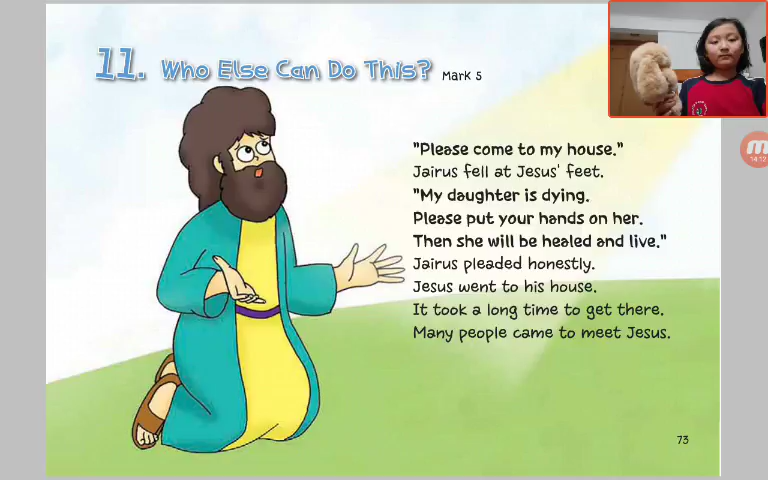 11. Who Else Can Do This? Mark 5
"Please come to my house."
Jairus fell at Jesus' feet.
"My daughter is dying.
Please put your hands on her.
Then she will be healed and live."
Jairus pleaded honestly.
Jesus went to his house.
It took a long time to get there.
Many people came to meet Jesus.
73
14:12